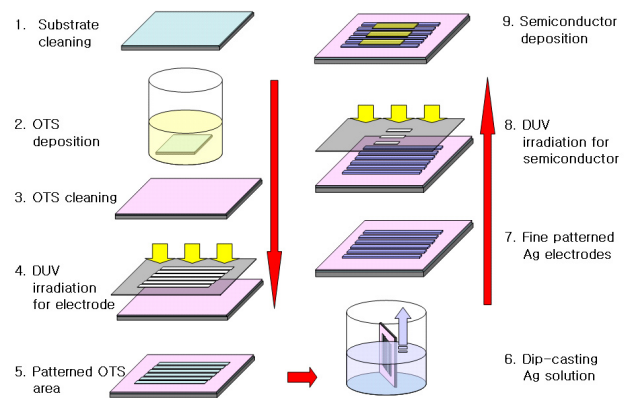 1. Substrate
cleaning
2. OTS
deposition
3. OTS cleaning
4. DUV
irradiation
for electrode
5. Patterned OTS
area
6. Dip-casting
Ag solution
7. Fine patterned
Ag electrodes
8. DUV
irradiation for
semiconductor
9. Semiconductor
deposition